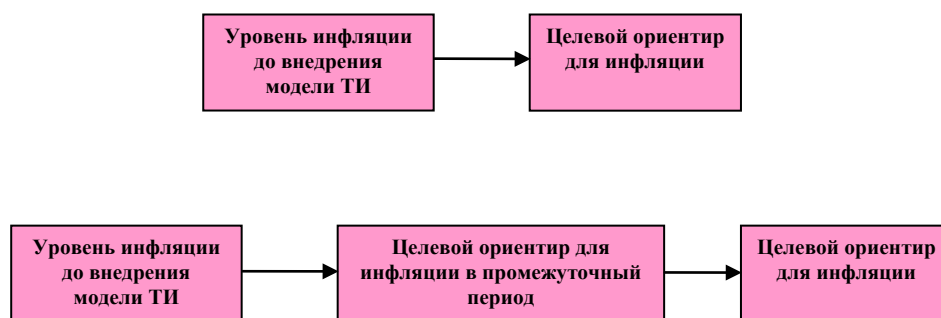 Уровень инфляции
до внедрения
модели ТИ
Целевой ориентир
для инфляции
Уровень инфляции
до внедрения
модели ТИ
Целевой ориентир для
инфляции в промежуточный
период
Целевой ориентир
для инфляции